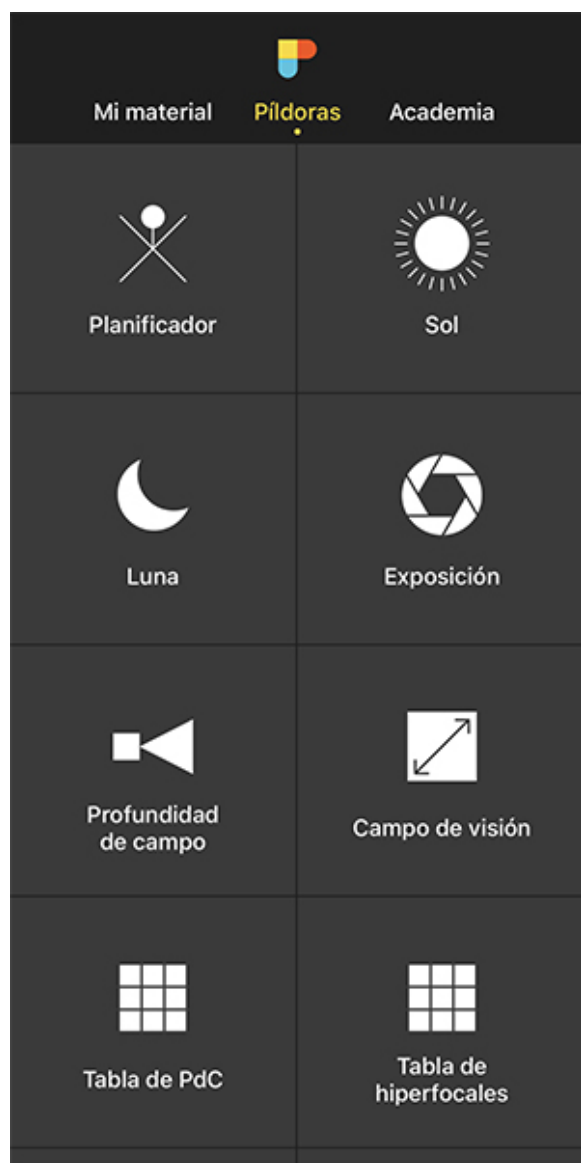 Mi material Píldoras Academia
Planificador Sol
Luna Exposición
Profundidad
de campo
Campo de visión
Tabla de PdC
Tabla de
hiperfocales